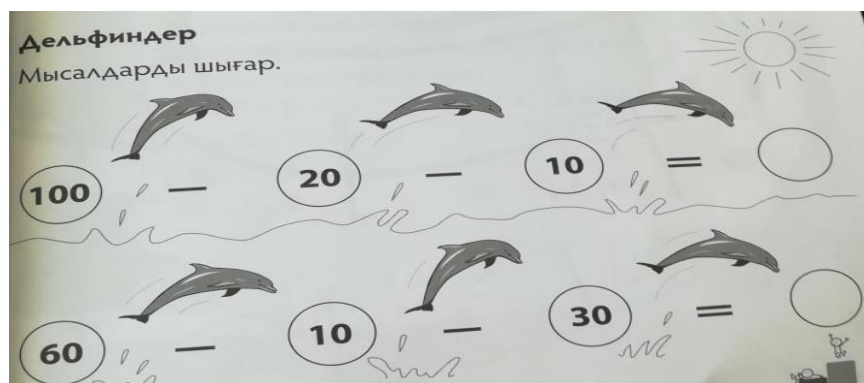 Дельфиндер
Мысалдарды шығар.
100 — 20 — 10 =
60 — 10 — 30 =